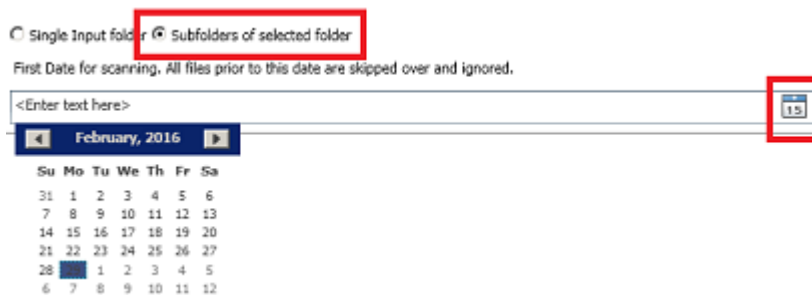 Single Input folder Subfolders of selected folder
First Date for scanning. All files prior to this date are skipped over and ignored.
<Enter text here>
15
February, 2016
Su Mo Tu We Th Fr Sa
31 1 2 3 4 5 6
7 8 9 10 11 12 13
14 15 16 17 18 19 20
21 22 23 24 25 26 27
28 29 1 2 3 4 5
6 7 8 9 10 11 12